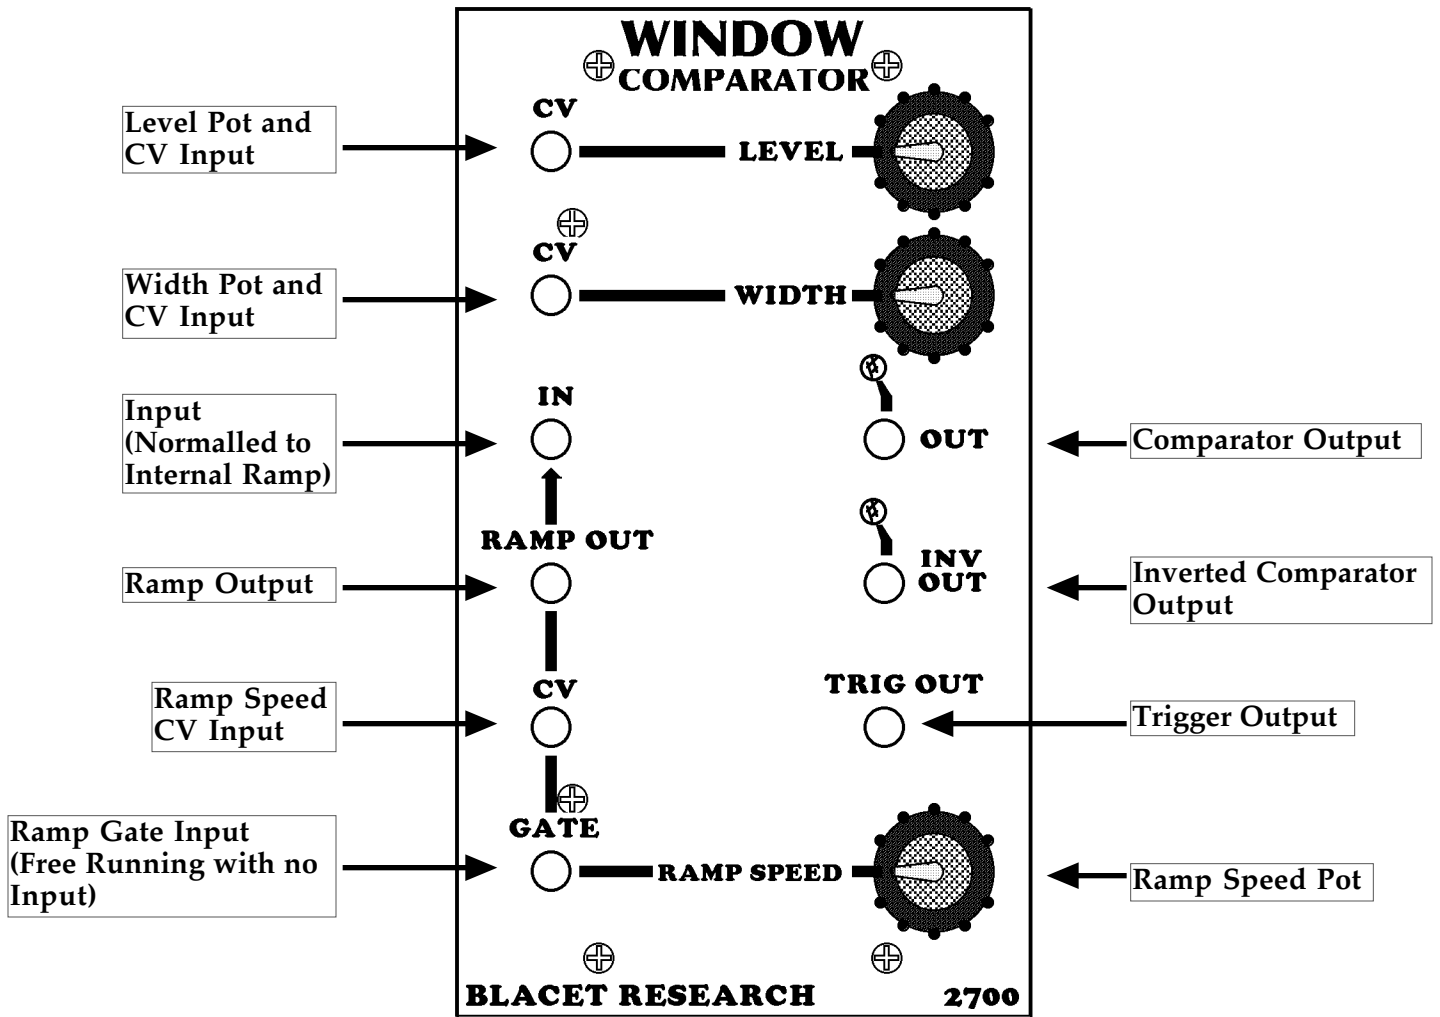 WINDOW
COMPARATOR
CV
LEVEL
CV
WIDTH
IN
OUT
RAMP OUT
INV
OUT
CV
TRIG OUT
GATE
RAMP SPEED
BLACET RESEARCH
2700
Level Pot and
CV Input
Width Pot and
CV Input
Input
(Normalled to
Internal Ramp)
Ramp Output
Ramp Speed
CV Input
Ramp Gate Input
(Free Running with no
Input)
Comparator Output
Inverted Comparator
Output
Trigger Output
Ramp Speed Pot